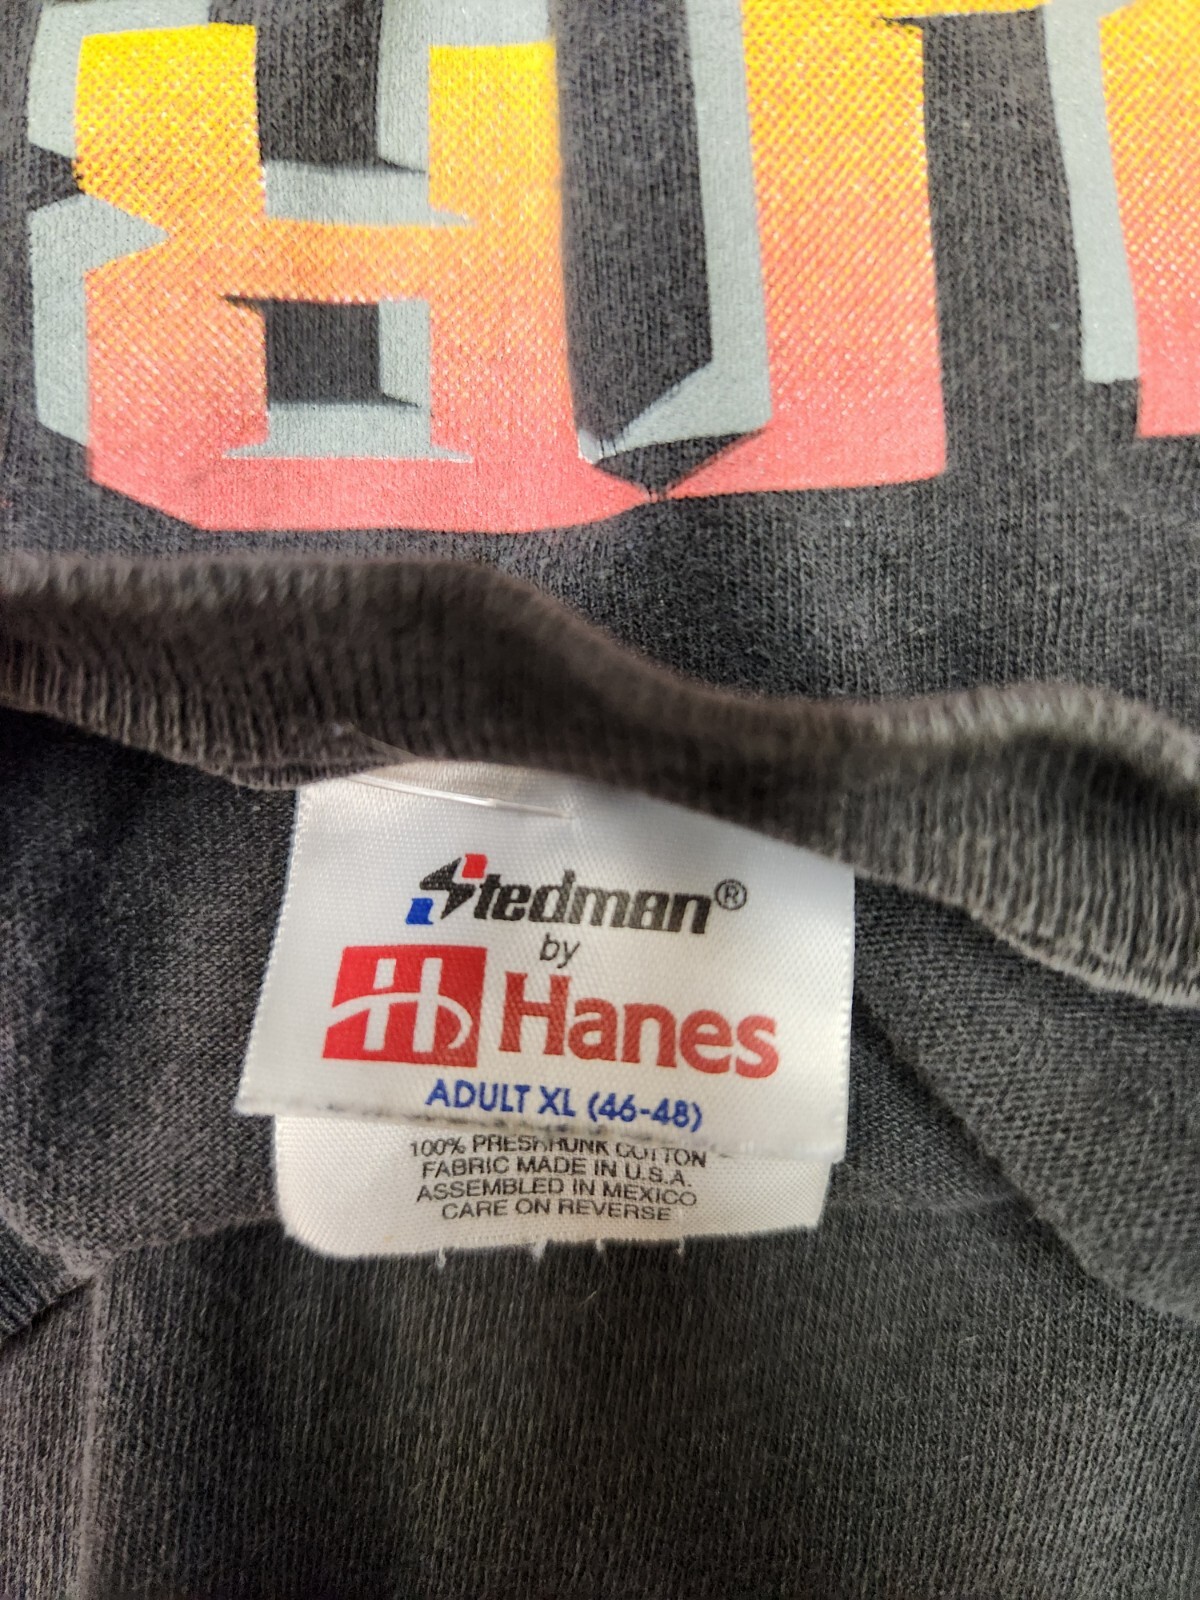 Stedman®
by
H Hanes
ADULT XL (46-48)
100% PRESHRUNK COTTON
FABRIC MADE IN U.S.A.
ASSEMBLED IN MEXICO
CARE ON REVERSE